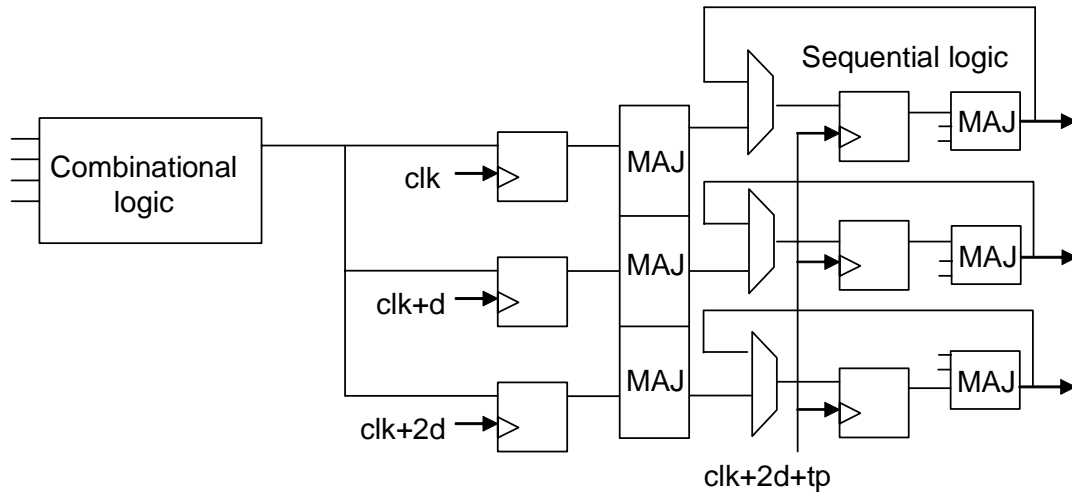 Sequential logic
MAJ
Combinational
logic
clk
MAJ
clk+d
MAJ
MAJ
clk+2d
MAJ
MAJ
clk+2d+tp